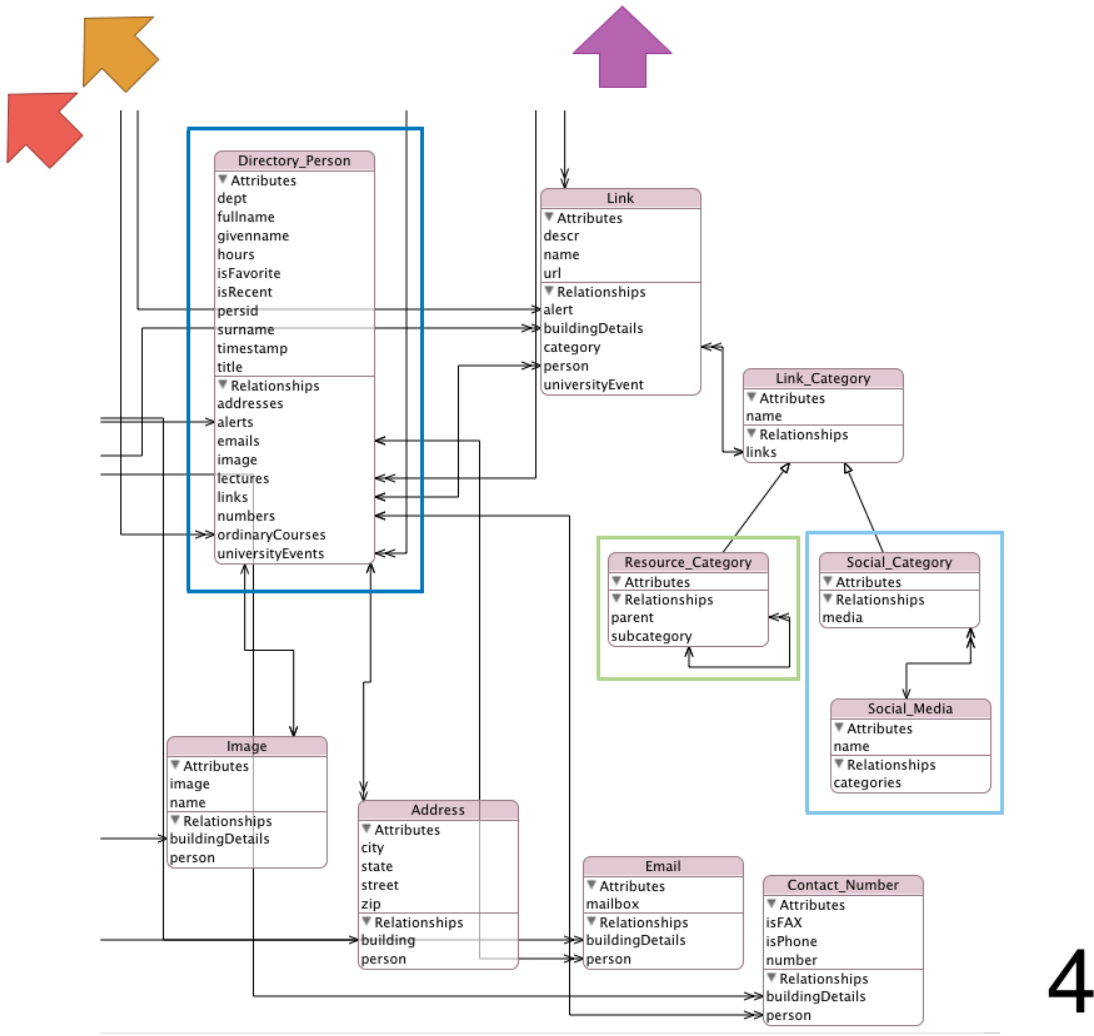 Directory_Person
Attributes
dept
fullname
givenname
hours
isFavorite
isRecent
persid
surname
timestamp
title
Relationships
addresses
alerts
emails
image
lectures
links
numbers
ordinaryCourses
universityEvents
Link
Attributes
descr
name
url
Relationships
alert
buildingDetails
category
person
universityEvent
Link_Category
Attributes
name
Relationships
links
Resource_Category
Attributes
Relationships
parent
subcategory
Social_Category
Attributes
Relationships
media
Social_Media
Attributes
name
Relationships
categories
Image
Attributes
image
name
Relationships
buildingDetails
person
Address
Attributes
city
state
street
zip
Relationships
building
person
Email
Attributes
mailbox
Relationships
buildingDetails
person
Contact_Number
Attributes
isFAX
isPhone
number
Relationships
buildingDetails
person
4